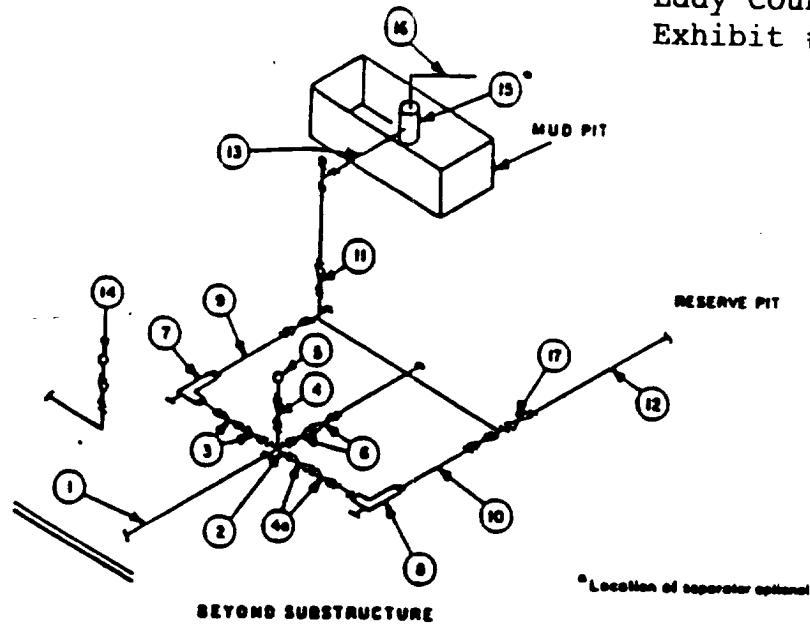 Eddy Cou
Exhibit
16
15*
MUD PIT
13
11
14
9
RESERVE PIT
7
5
17
4
12
3
6
1
2
4a
10
8
*Location of separator optional
BEYOND SUBSTRUCTURE